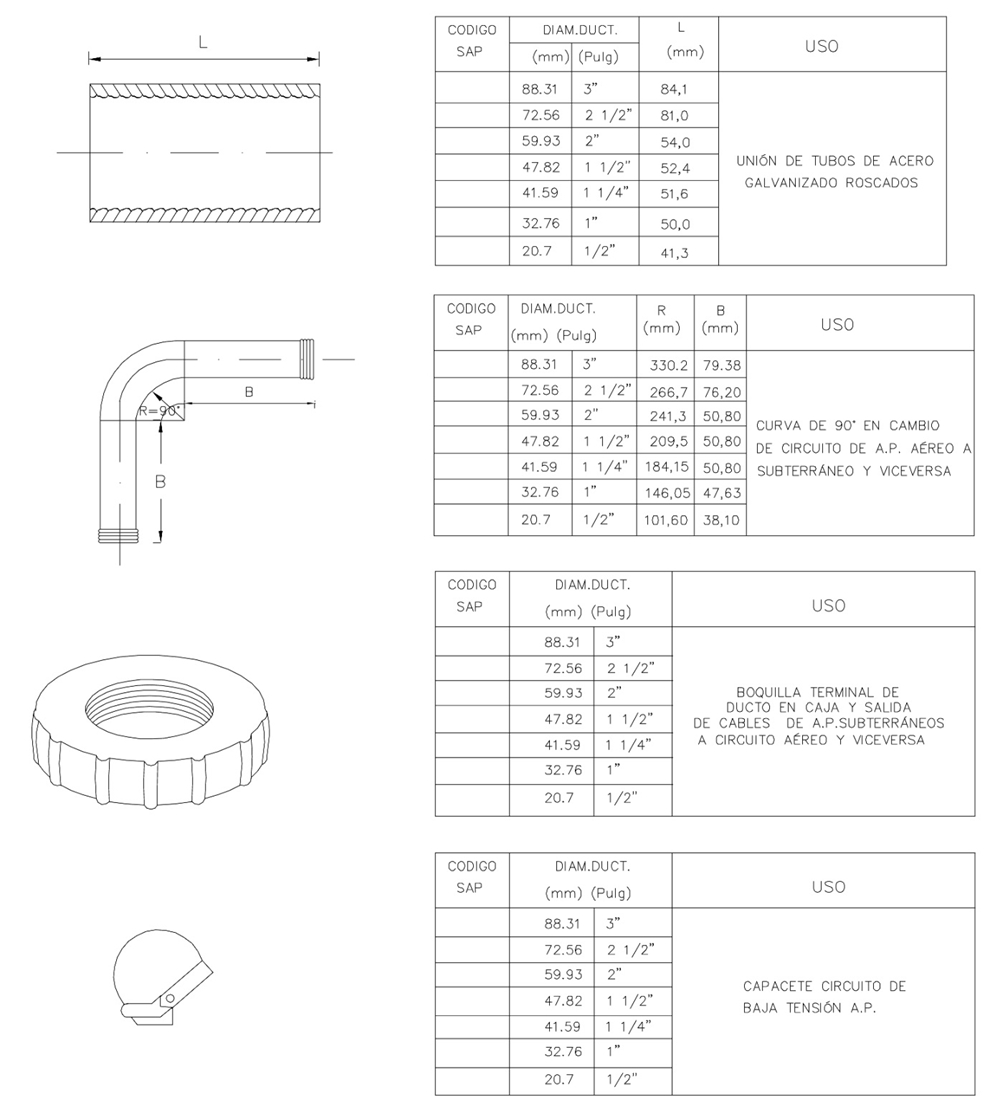 L
CODIGO SAP DIAM.DUCT. L USO
(mm) (Pulg) (mm)
88.31 3" 84,1
72.56 2 1/2" 81,0
59.93 2" 54,0
47.82 1 1/2" 52,4
41.59 1 1/4" 51,6
32.76 1" 50,0
20.7 1/2" 41,3
UNIÓN DE TUBOS DE ACERO
GALVANIZADO ROSCADOS
R=90°
B
B
CODIGO SAP DIAM.DUCT. R B USO
(mm) (Pulg) (mm) (mm)
88.31 3" 330.2 79.38
72.56 2 1/2" 266,7 76,20
59.93 2" 241,3 50,80
47.82 1 1/2" 209,5 50,80
41.59 1 1/4" 184,15 50,80
32.76 1" 146,05 47,63
20.7 1/2" 101,60 38,10
CURVA DE 90° EN CAMBIO
DE CIRCUITO DE A.P. AÉREO A
SUBTERRÁNEO Y VICEVERSA
CODIGO SAP DIAM.DUCT. USO
(mm) (Pulg)
88.31 3"
72.56 2 1/2"
59.93 2"
47.82 1 1/2"
41.59 1 1/4"
32.76 1"
20.7 1/2"
BOQUILLA TERMINAL DE
DUCTO EN CAJA Y SALIDA
DE CABLES DE A.P.SUBTERRÁNEOS
A CIRCUITO AÉREO Y VICEVERSA
CODIGO SAP DIAM.DUCT. USO
(mm) (Pulg)
88.31 3"
72.56 2 1/2"
59.93 2"
47.82 1 1/2"
41.59 1 1/4"
32.76 1"
20.7 1/2"
CAPACETE CIRCUITO DE
BAJA TENSIÓN A.P.